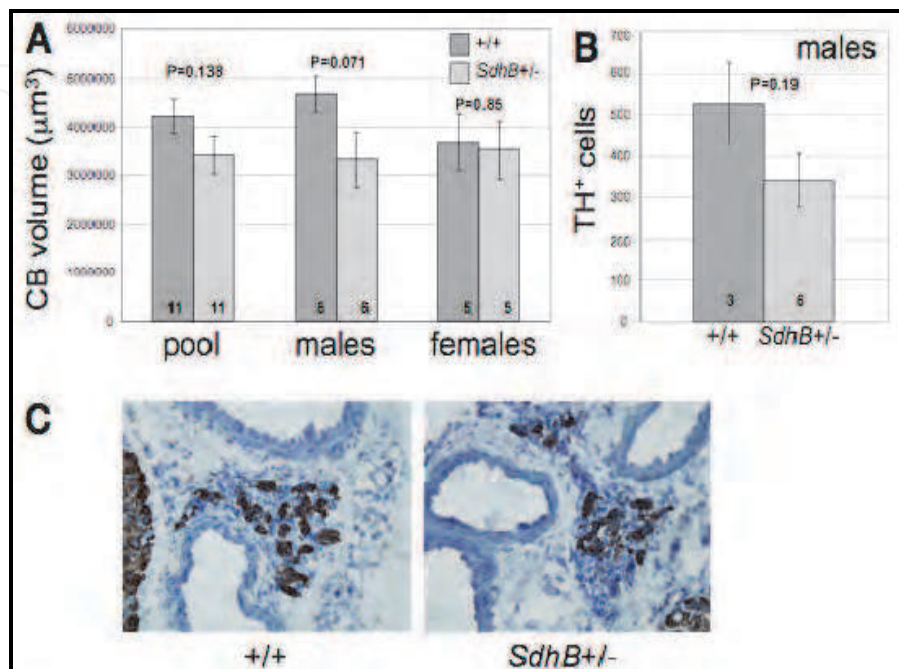 A
CB volume (μm³)
6000000
5000000
4000000
3000000
2000000
1000000
0
+/+
SdhB+/-
P=0.138
P=0.071
P=0.85
11
11
6
5
5
pool
males
females
B
males
TH⁺ cells
700
600
500
400
300
200
100
0
P=0.19
3
6
+/+
SdhB+/-
C
+/+
SdhB+/-